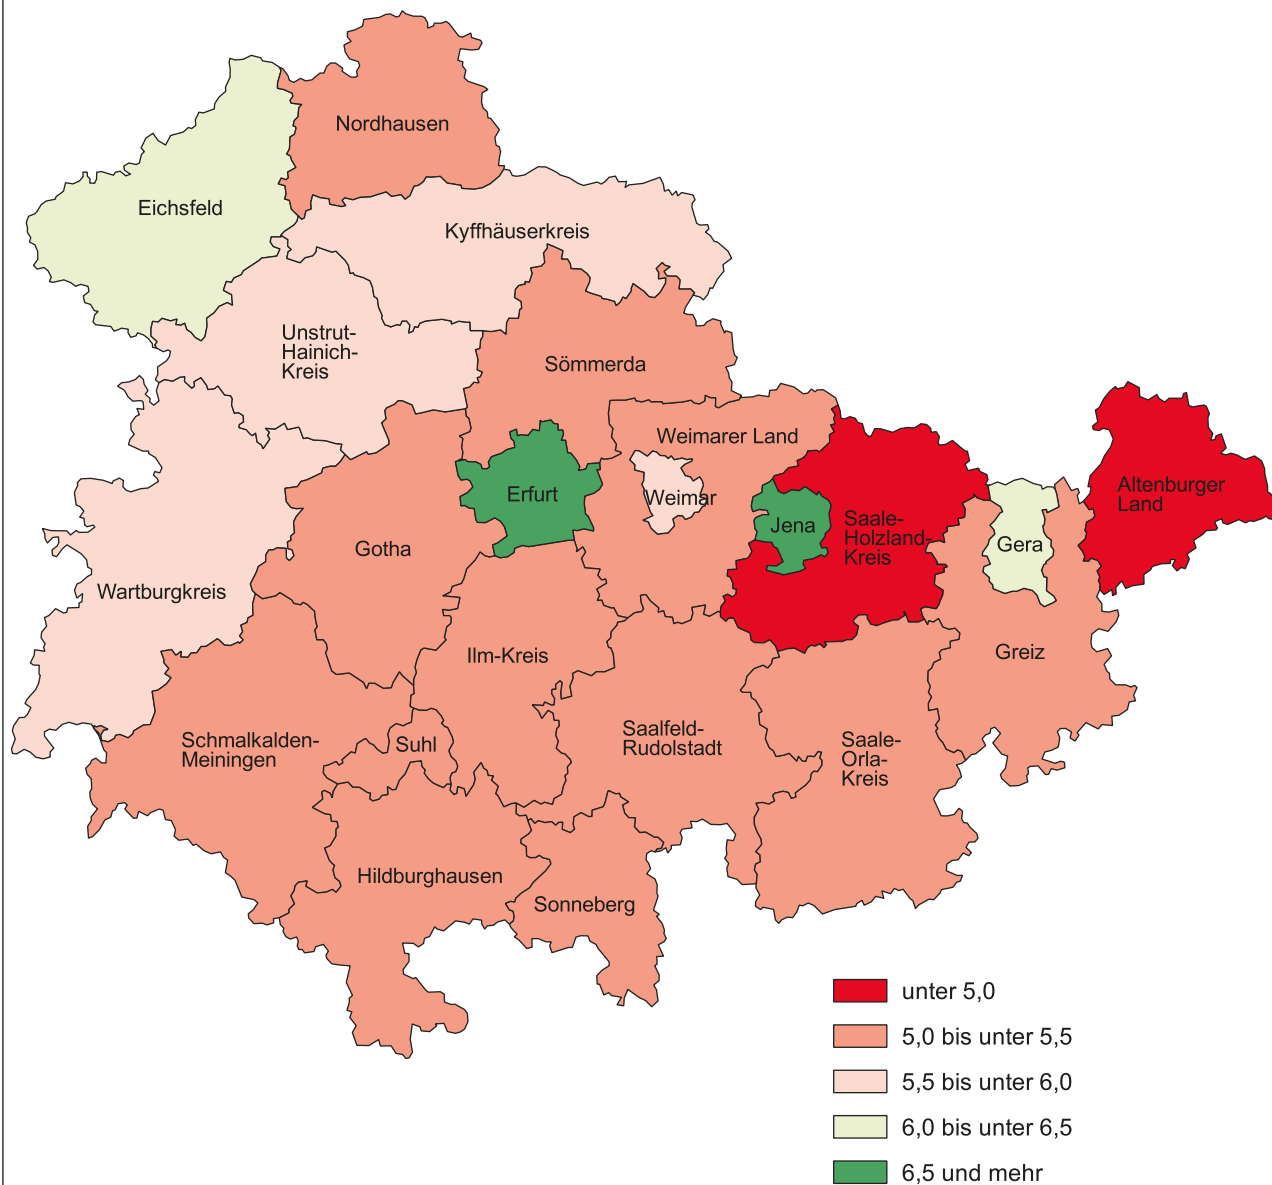 Nordhausen
Eichsfeld
Kyffhäuserkreis
Unstrut-
Hainich-
Kreis
Sömmerda
Weimarer Land
Erfurt
Weimar
Jena
Saale-
Holzland-
Kreis
Gera
Altenburger
Land
Gotha
Wartburgkreis
Ilm-Kreis
Greiz
Schmalkalden-
Meiningen
Suhl
Saalfeld-
Rudolstadt
Saale-
Orla-
Kreis
Hildburghausen
Sonneberg
unter 5,0
5,0 bis unter 5,5
5,5 bis unter 6,0
6,0 bis unter 6,5
6,5 und mehr